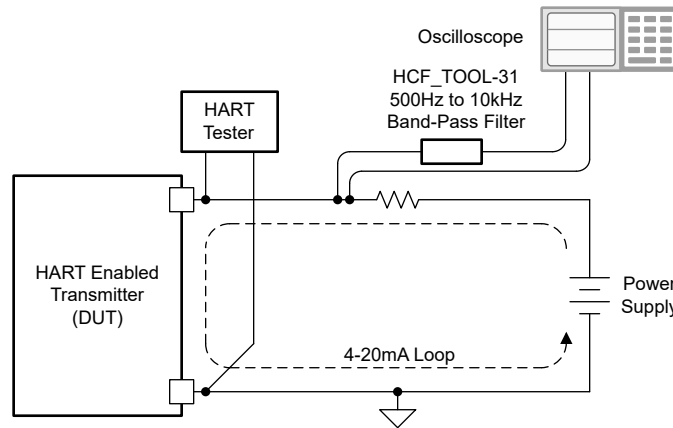 Oscilloscope
HCF_TOOL-31
500Hz to 10kHz
Band-Pass Filter
HART
Tester
HART Enabled
Transmitter
(DUT)
Power
Supply
4-20mA Loop